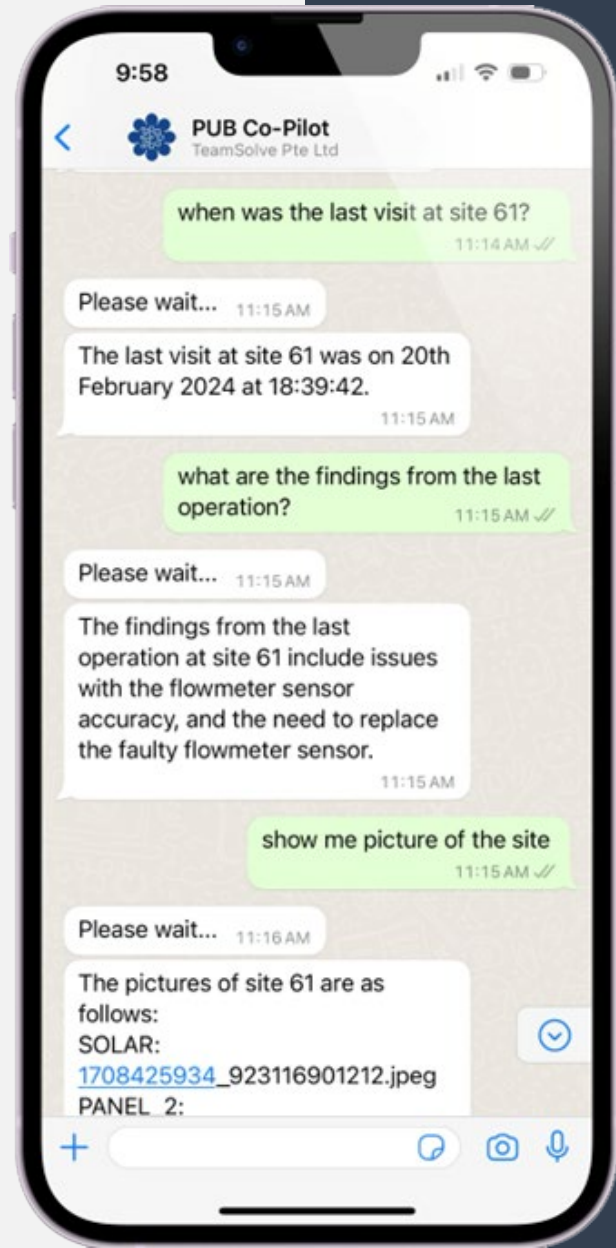 9:58
PUB Co-Pilot
TeamSolve Pte Ltd
when was the last visit at site 61?
11:14 AM
Please wait... 11:15 AM
The last visit at site 61 was on 20th
February 2024 at 18:39:42.
11:15 AM
what are the findings from the last
operation? 11:15 AM
Please wait... 11:15 AM
The findings from the last
operation at site 61 include issues
with the flowmeter sensor
accuracy, and the need to replace
the faulty flowmeter sensor.
11:15 AM
show me picture of the site
11:15 AM
Please wait... 11:16 AM
The pictures of site 61 are as
follows:
SOLAR:
1708425934_923116901212.jpeg
PANEL_2: